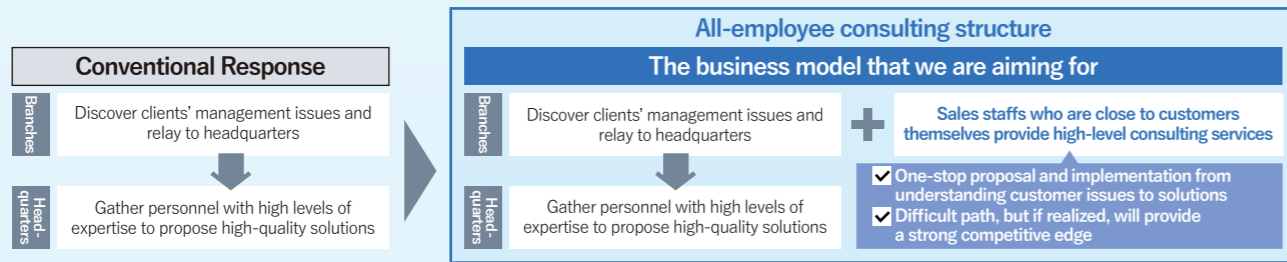 Conventional Response
Branches
Discover clients' management issues and
relay to headquarters
Head-
quarters
Gather personnel with high levels of
expertise to propose high-quality solutions
All-employee consulting structure
The business model that we are aiming for
Branches
Discover clients' management issues and
relay to headquarters
Sales staffs who are close to customers
themselves provide high-level consulting services
One-stop proposal and implementation from
understanding customer issues to solutions
Difficult path, but if realized, will provide
a strong competitive edge
Head-
quarters
Gather personnel with high levels of
expertise to propose high-quality solutions